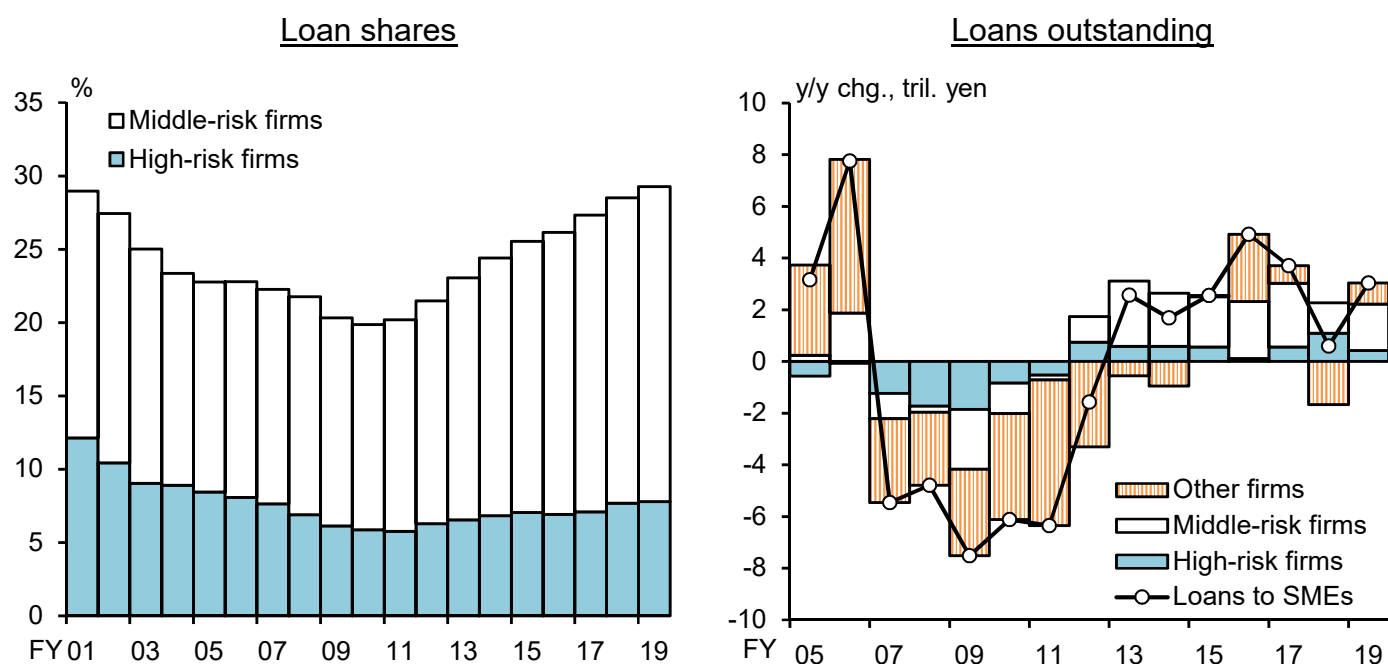 Loan shares
%
35
30
25
20
15
10
5
0
Middle-risk firms
High-risk firms
FY 01 03 05 07 09 11 13 15 17 19
Loans outstanding
y/y chg., tril. yen
10
8
6
4
2
0
-2
-4
-6
-8
-10
Other firms
Middle-risk firms
High-risk firms
Loans to SMEs
FY 05 07 09 11 13 15 17 19